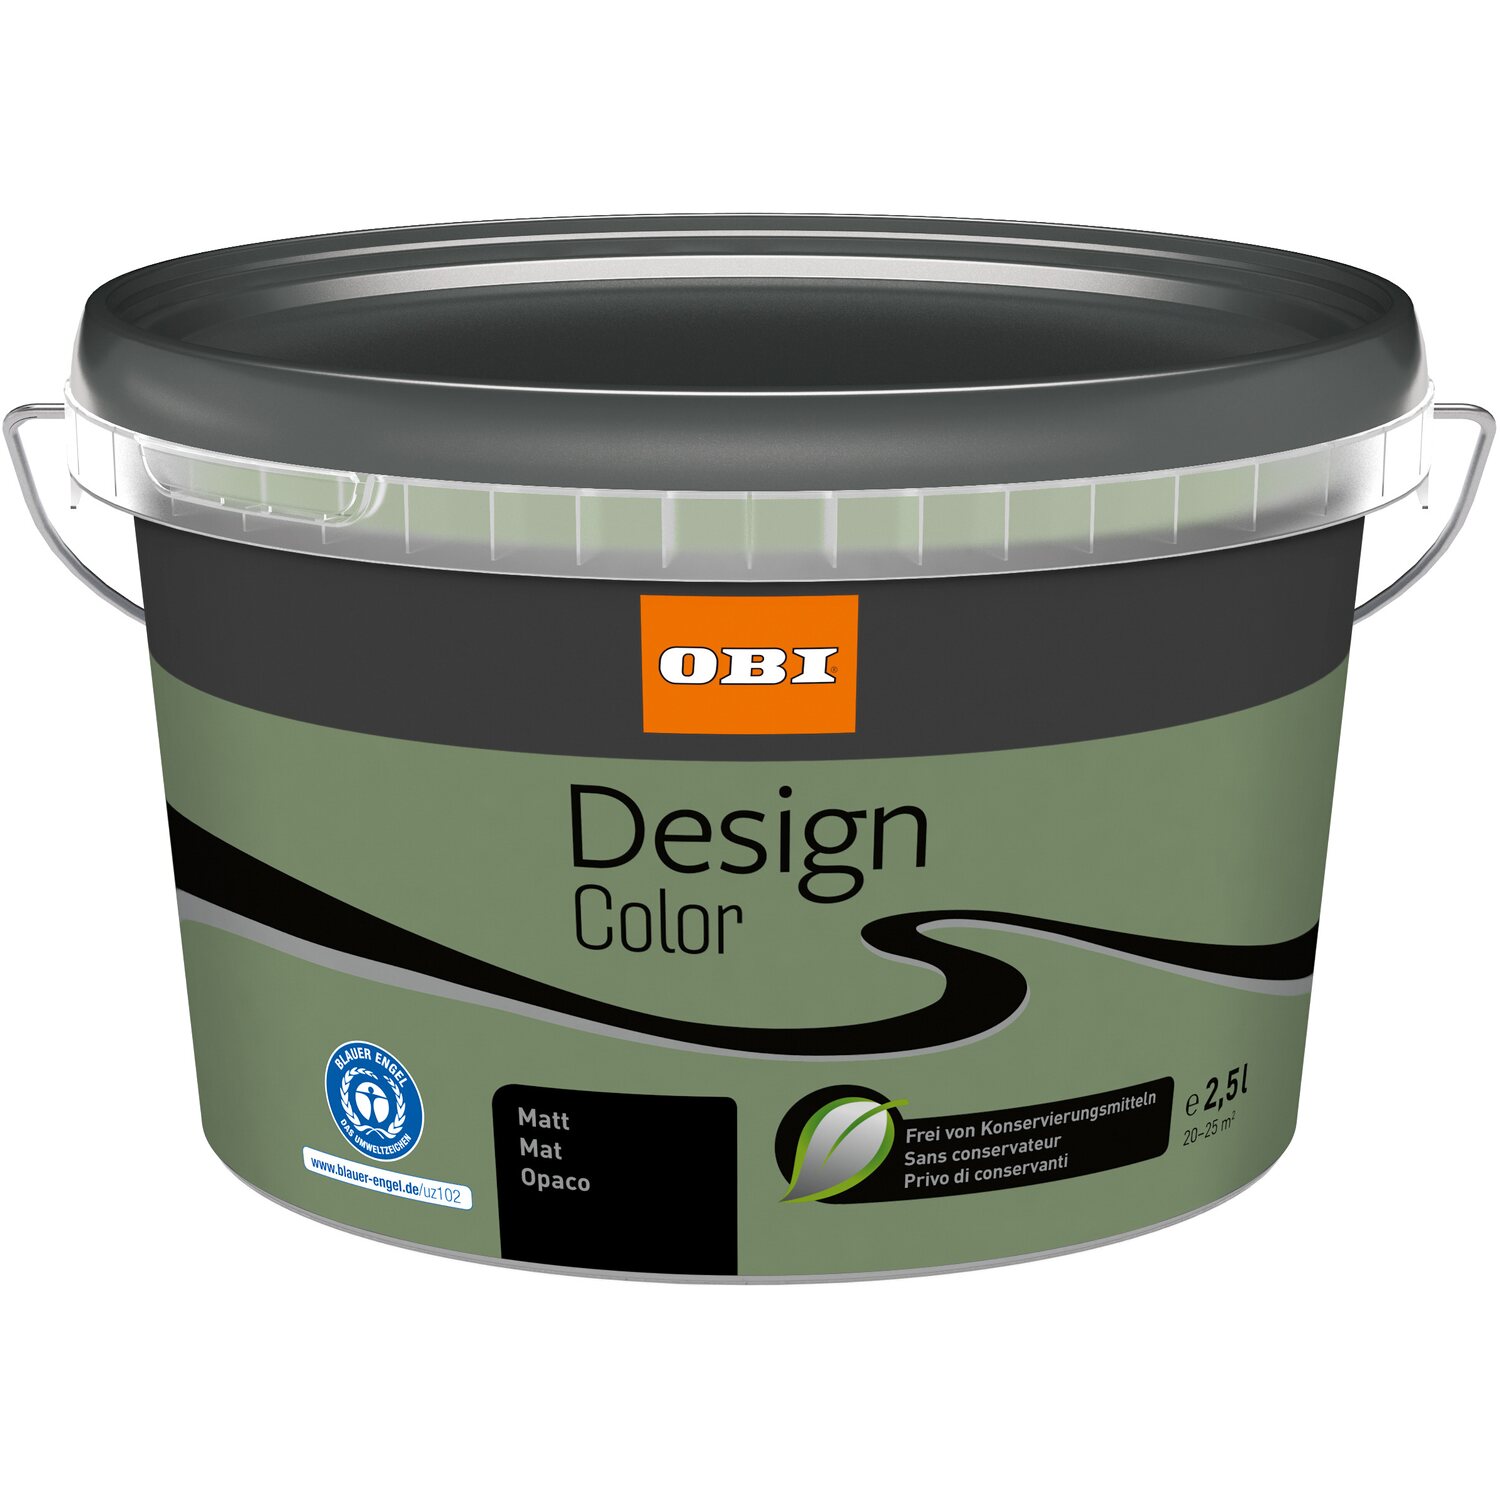 OBI
Design
Color
BLAUER ENGEL
DAS UMWELTZEICHEN
www.blauer-engel.de/uz102
Matt
Mat
Opaco
Frei von Konservierungsmitteln
Sans conservateur
Privo di conservanti
℮ 2,5l
20–25 m²